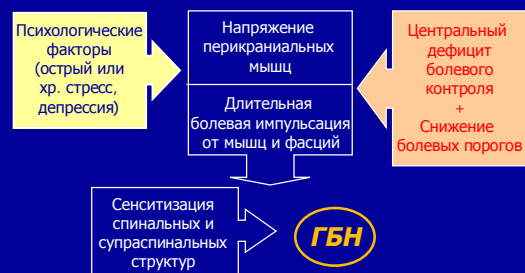 Психологические
факторы
(острый или
хр. стресс,
депрессия)
Напряжение
перикраниальных
мышц
Длительная
болевая импульсация
от мышц и фасций
Центральный
дефицит
болевого
контроля
+
Снижение
болевых порогов
Сенситизация
спинальных и
супраспинальных
структур
ГБН